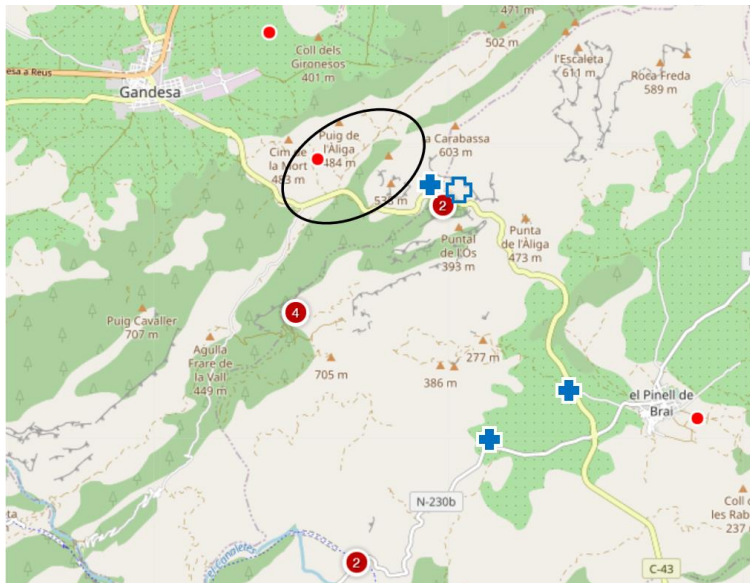 471 m
502 m
Coll dels
Gironesos
401 m
l'Escaleta
611 m
Roca Freda
589 m
esa a Reus
Gandesa
Puig de
l'Àliga
484 m
Cim de
la Mort
483 m
a Carabassa
603 m
2
Puntal
de l'Os
393 m
Punta
de l'Àliga
473 m
4
Puig Cavaller
707 m
Agulla
Frare de
la Vall
449 m
705 m
277 m
386 m
el Pinell de
Brai
N-230b
Coll d
les Rab
237
2
C-43